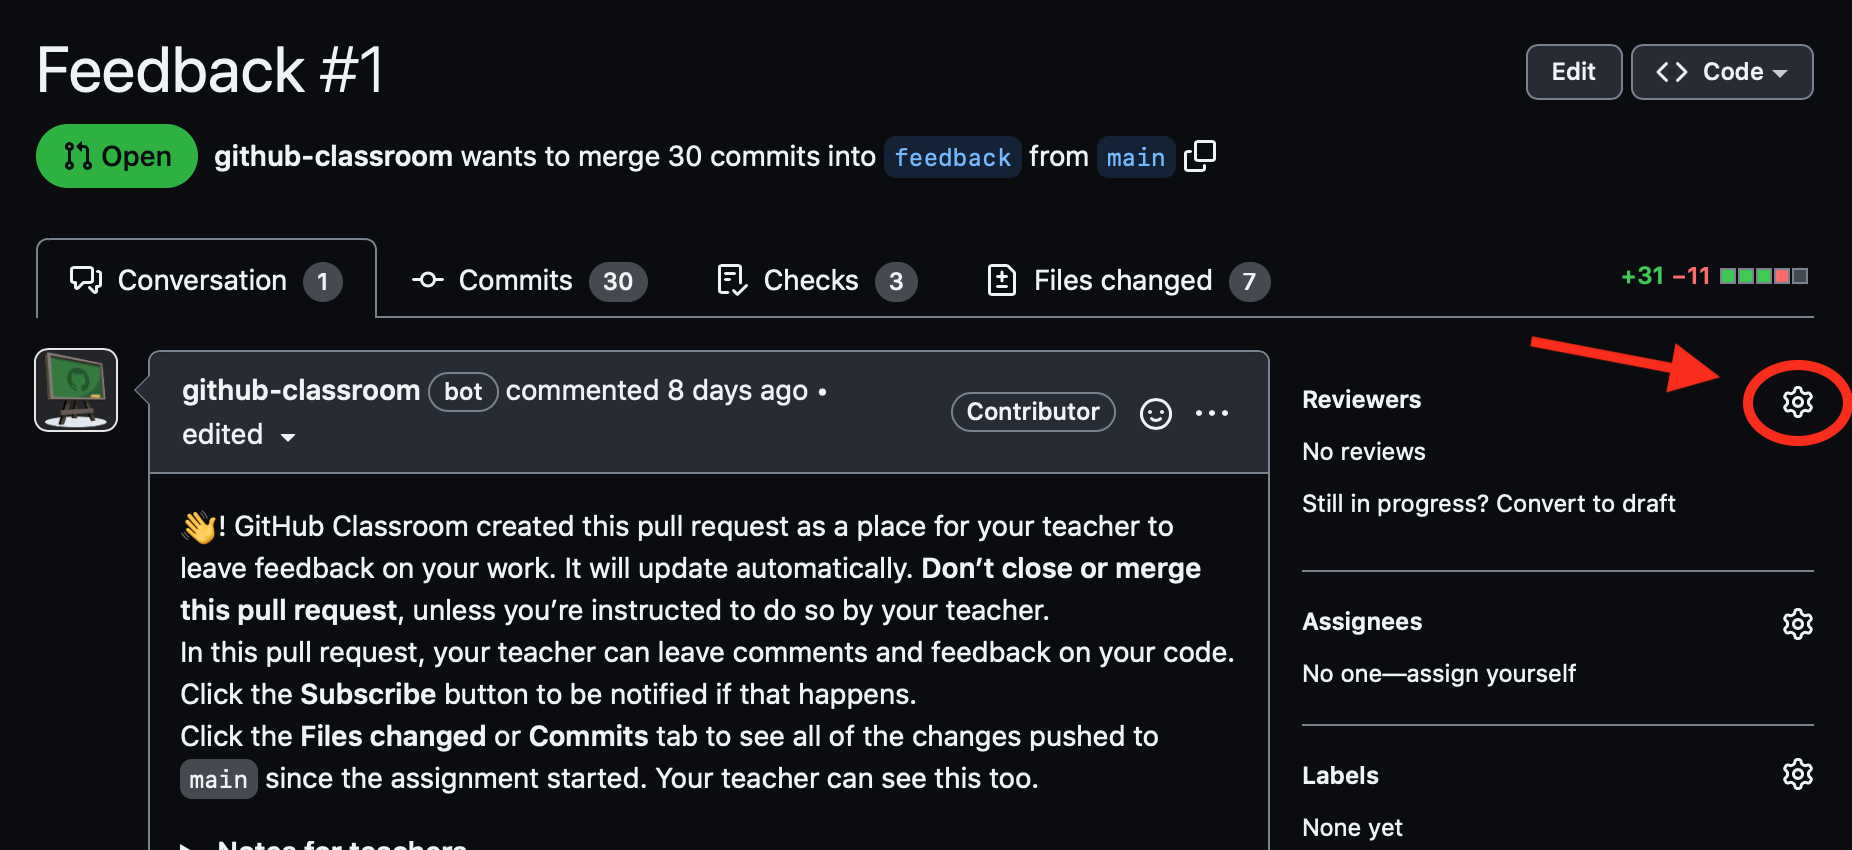 Feedback #1
Edit
Code
Open
github-classroom wants to merge 30 commits into feedback from main
Conversation 1
Commits 30
Checks 3
Files changed 7
+31 −11
github-classroom bot commented 8 days ago •
edited
Contributor
👋! GitHub Classroom created this pull request as a place for your teacher to
leave feedback on your work. It will update automatically. Don’t close or merge
this pull request, unless you’re instructed to do so by your teacher.
In this pull request, your teacher can leave comments and feedback on your code.
Click the Subscribe button to be notified if that happens.
Click the Files changed or Commits tab to see all of the changes pushed to
main since the assignment started. Your teacher can see this too.
Notes for teachers
Reviewers
No reviews
Still in progress? Convert to draft
Assignees
No one—assign yourself
Labels
None yet